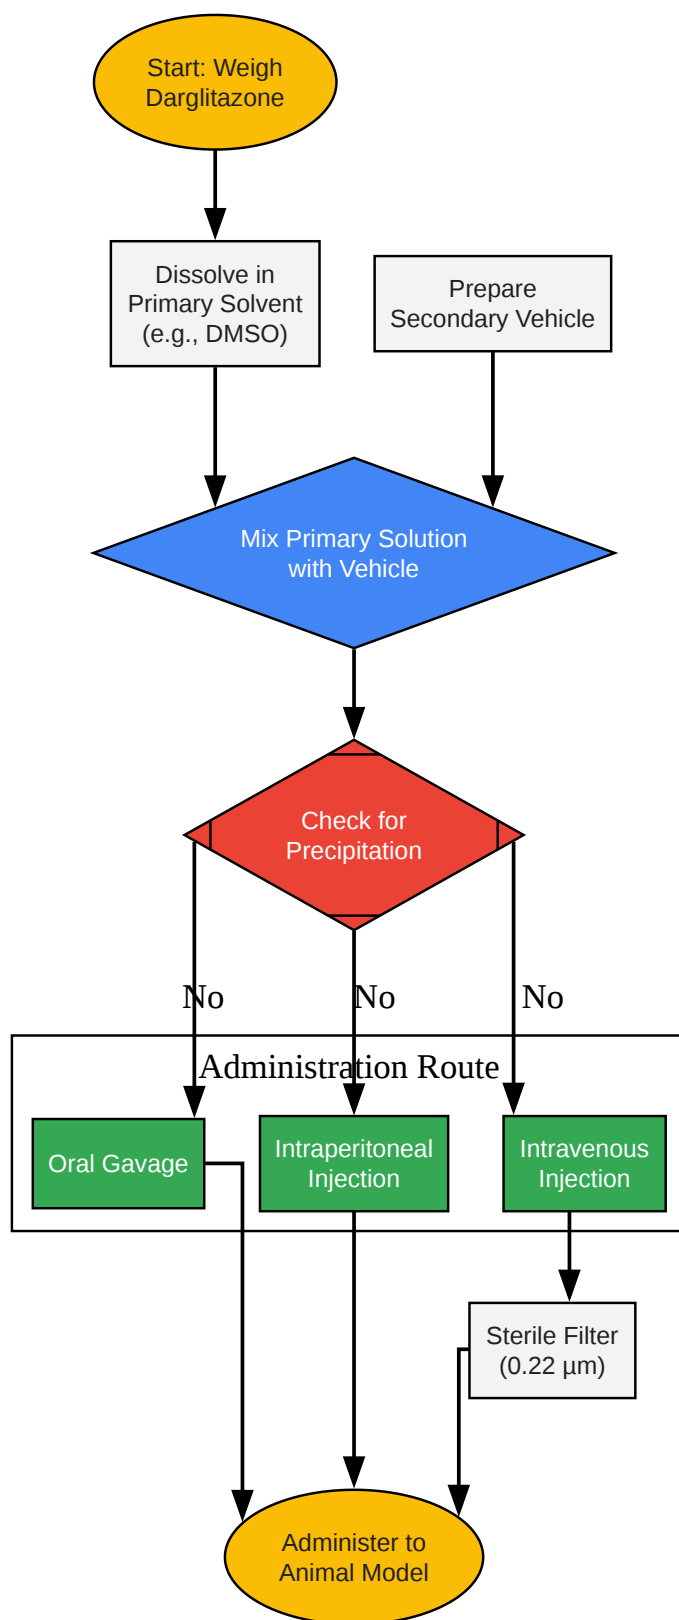 Start: Weigh
Darglitazone
Dissolve in
Primary Solvent
(e.g., DMSO)
Prepare
Secondary Vehicle
Mix Primary Solution
with Vehicle
Check for
Precipitation
No
No
No
Administration Route
Oral Gavage
Intraperitoneal
Injection
Intravenous
Injection
Sterile Filter
(0.22 µm)
Administer to
Animal Model